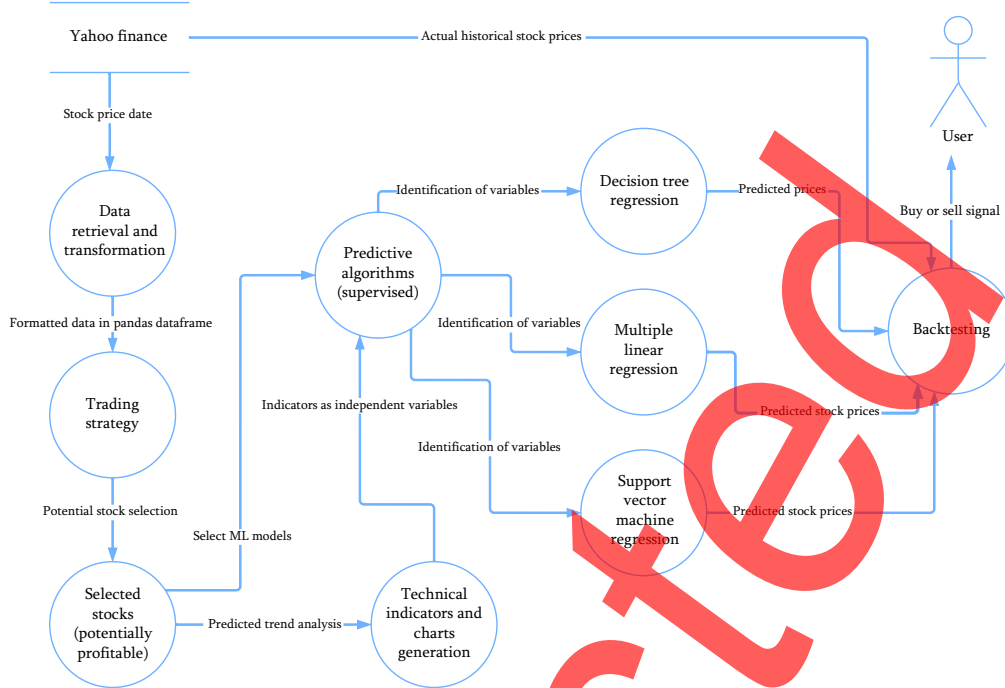 Yahoo finance
Actual historical stock prices
Stock price date
User
Data
retrieval and
transformation
Identification of variables
Decision tree
regression
Predicted prices
Buy or sell signal
Predictive
algorithms
(supervised)
Formatted data in pandas dataframe
Identification of variables
Multiple
linear
regression
Backtesting
Trading
strategy
Indicators as independent variables
Predicted stock prices
Identification of variables
Potential stock selection
Select ML models
Support
vector
machine
regression
Predicted stock prices
Selected
stocks
(potentially
profitable)
Predicted trend analysis
Technical
indicators and
charts
generation
cted